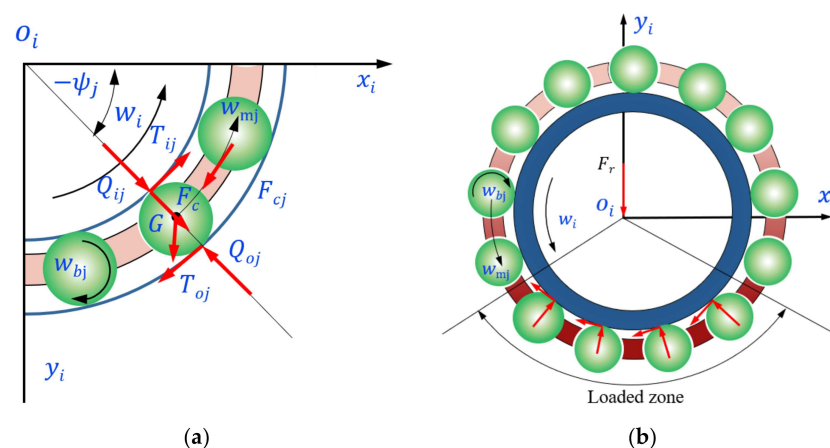 O_i
x_i
-ψ_j
w_i
T_ij
w_mj
Q_ij
F_c
F_cj
G
Q_oj
w_bj
T_oj
y_i
(a)
y_i
F_r
w_bj
o_i
x
w_i
w_mj
Loaded zone
(b)